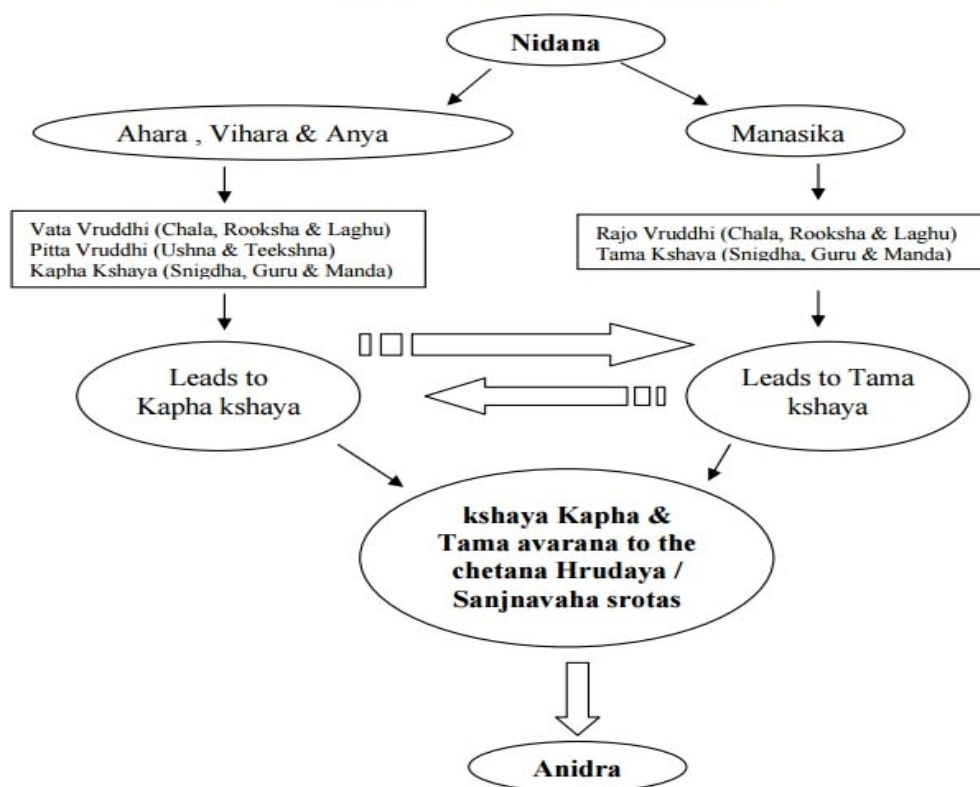 Nidana
Ahara , Vihara & Anya
Manasika
Vata Vruddhi (Chala, Rooksha & Laghu)
Pitta Vruddhi (Ushna & Teekshna)
Kapha Kshaya (Snigdha, Guru & Manda)
Rajo Vruddhi (Chala, Rooksha & Laghu)
Tama Kshaya (Snigdha, Guru & Manda)
Leads to
Kapha kshaya
Leads to Tama
kshaya
kshaya Kapha &
Tama avarana to the
chetana Hrudaya /
Sanjnavaha srotas
Anidra